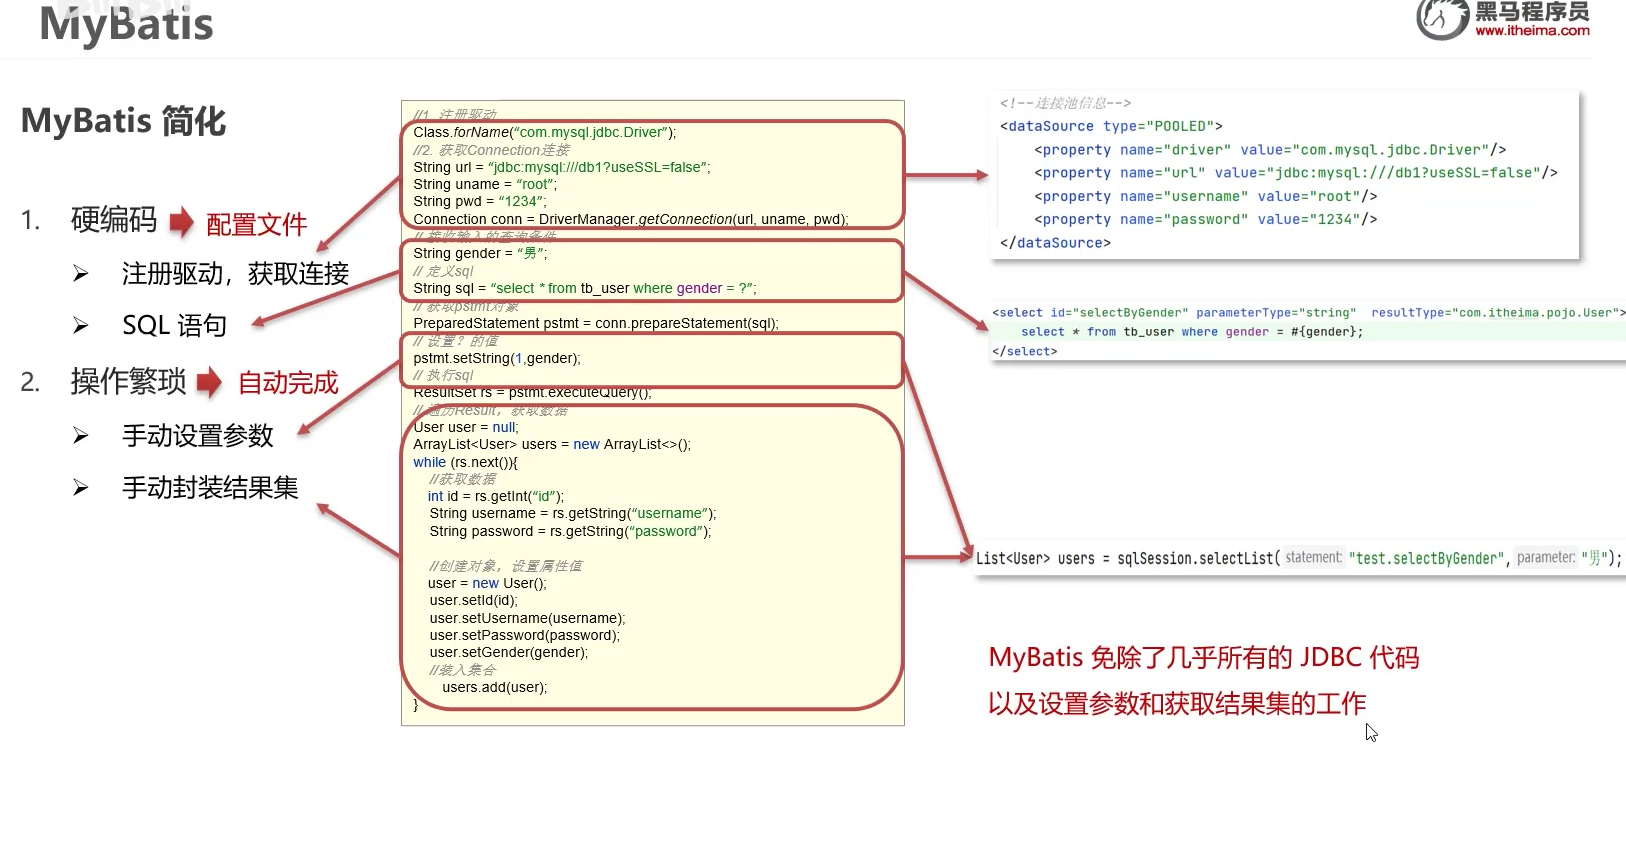 MyBatis
黑马程序员
www.itheima.com
MyBatis 简化
1. 硬编码 配置文件
➢ 注册驱动，获取连接
➢ SQL 语句
2. 操作繁琐 自动完成
➢ 手动设置参数
➢ 手动封装结果集
//1. 注册驱动
Class.forName(“com.mysql.jdbc.Driver”);
//2. 获取Connection连接
String url = “jdbc:mysql:///db1?useSSL=false”;
String uname = “root”;
String pwd = “1234”;
Connection conn = DriverManager.getConnection(url, uname, pwd);
// 接收输入的查询条件
String gender = “男”;
// 定义sql
String sql = “select * from tb_user where gender = ?”;
// 获取pstmt对象
PreparedStatement pstmt = conn.prepareStatement(sql);
// 设置？的值
pstmt.setString(1,gender);
// 执行sql
ResultSet rs = pstmt.executeQuery();
// 遍历Result，获取数据
User user = null;
ArrayList<User> users = new ArrayList<>();
while (rs.next()){
//获取数据
int id = rs.getInt(“id”);
String username = rs.getString(“username”);
String password = rs.getString(“password”);
//创建对象，设置属性值
user = new User();
user.setId(id);
user.setUsername(username);
user.setPassword(password);
user.setGender(gender);
//装入集合
users.add(user);
}
<!--连接池信息-->
<dataSource type="POOLED">
<property name="driver" value="com.mysql.jdbc.Driver"/>
<property name="url" value="jdbc:mysql:///db1?useSSL=false"/>
<property name="username" value="root"/>
<property name="password" value="1234"/>
</dataSource>
<select id="selectByGender" parameterType="string" resultType="com.itheima.pojo.User">
select * from tb_user where gender = #{gender};
</select>
List<User> users = sqlSession.selectList( statement: "test.selectByGender", parameter: "男");
MyBatis 免除了几乎所有的 JDBC 代码
以及设置参数和获取结果集的工作